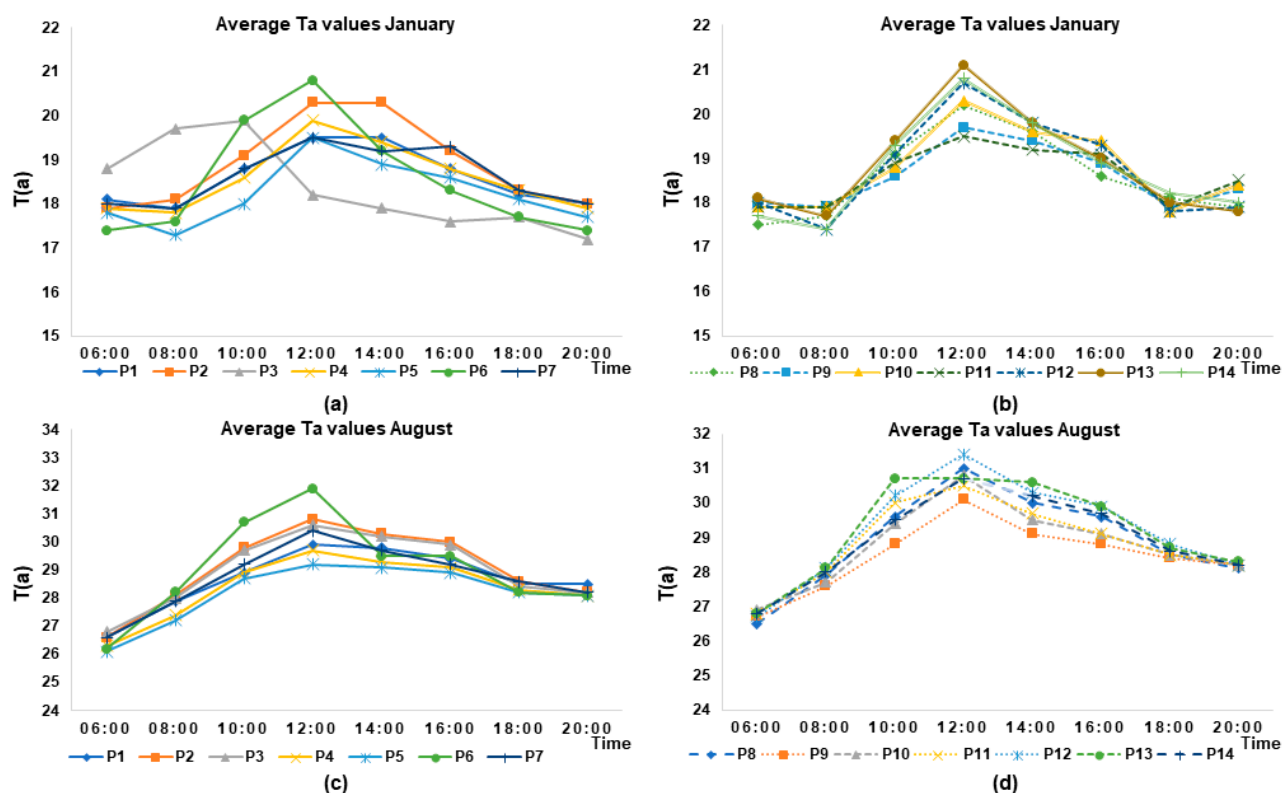 Average Ta values January
22
21
20
19
18
17
16
15
T(a)
06:00 08:00 10:00 12:00 14:00 16:00 18:00 20:00
Time
P1 P2 P3 P4 P5 P6 P7
(a)
Average Ta values January
22
21
20
19
18
17
16
15
T(a)
06:00 08:00 10:00 12:00 14:00 16:00 18:00 20:00
P8 P9 P10 P11 P12 P13 P14 Time
(b)
Average Ta values August
34
33
32
31
30
29
28
27
26
25
24
T(a)
06:00 08:00 10:00 12:00 14:00 16:00 18:00 20:00
Time
P1 P2 P3 P4 P5 P6 P7
(c)
Average Ta values August
32
31
30
29
28
27
26
25
24
T(a)
06:00 08:00 10:00 12:00 14:00 16:00 18:00 20:00
Time
P8 P9 P10 P11 P12 P13 P14
(d)